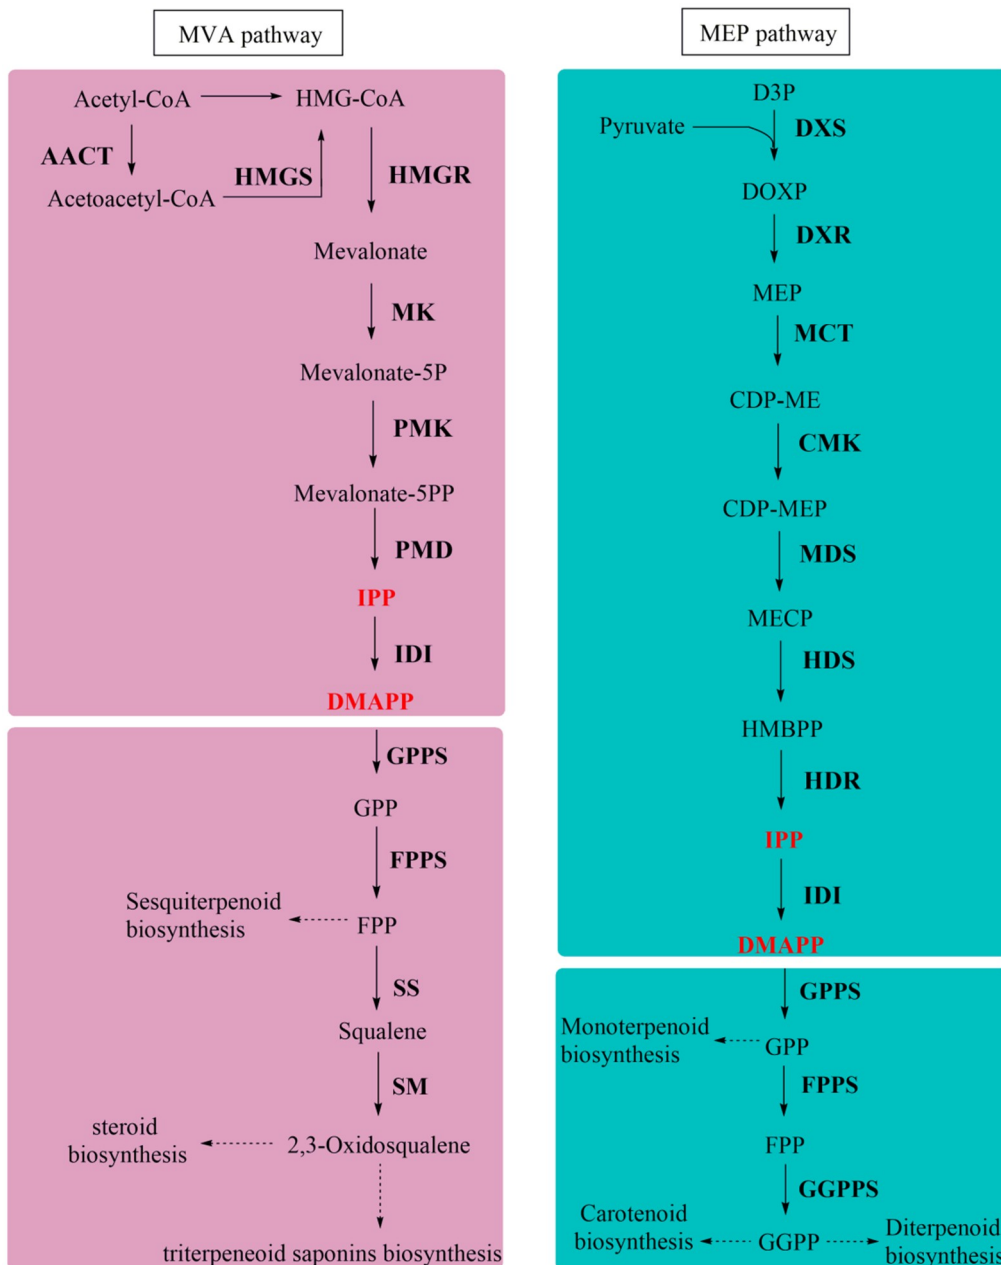 MVA pathway
Acetyl-CoA
HMG-CoA
AACT
HMGS
HMGR
Acetoacetyl-CoA
Mevalonate
MK
Mevalonate-5P
PMK
Mevalonate-5PP
PMD
IPP
IDI
DMAPP
GPPS
GPP
FPPS
Sesquiterpenoid
biosynthesis
FPP
SS
Squalene
SM
steroid
biosynthesis
2,3-Oxidosqualene
triterpeneoid saponins biosynthesis
MEP pathway
D3P
Pyruvate
DXS
DOXP
DXR
MEP
MCT
CDP-ME
CMK
CDP-MEP
MDS
MECP
HDS
HMBPP
HDR
IPP
IDI
DMAPP
GPPS
Monoterpenoid
biosynthesis
GPP
FPPS
FPP
GGPPS
Carotenoid
biosynthesis
GGPP
Diterpenoid
biosynthesis